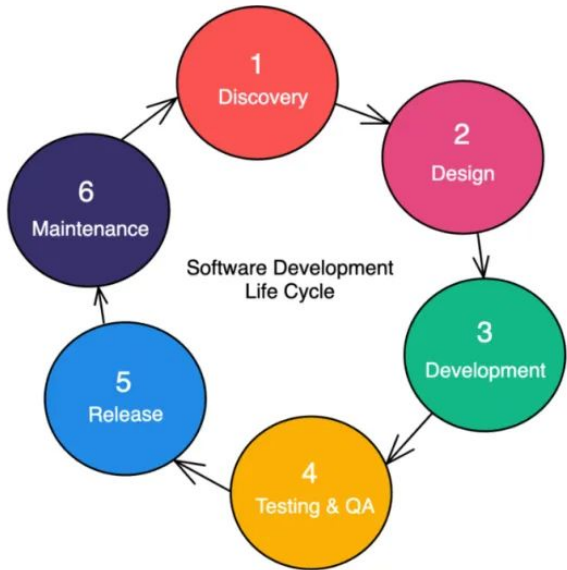 1
Discovery
2
Design
3
Development
4
Testing & QA
5
Release
6
Maintenance
Software Development
Life Cycle